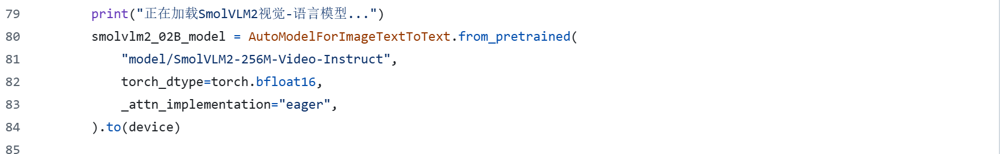 79 print("正在加载SmolVLM2视觉-语言模型...")
80 smolvlm2_02B_model = AutoModelForImageTextToText.from_pretrained(
81 "model/SmolVLM2-256M-Video-Instruct",
82 torch_dtype=torch.bfloat16,
83 _attn_implementation="eager",
84 ).to(device)
85